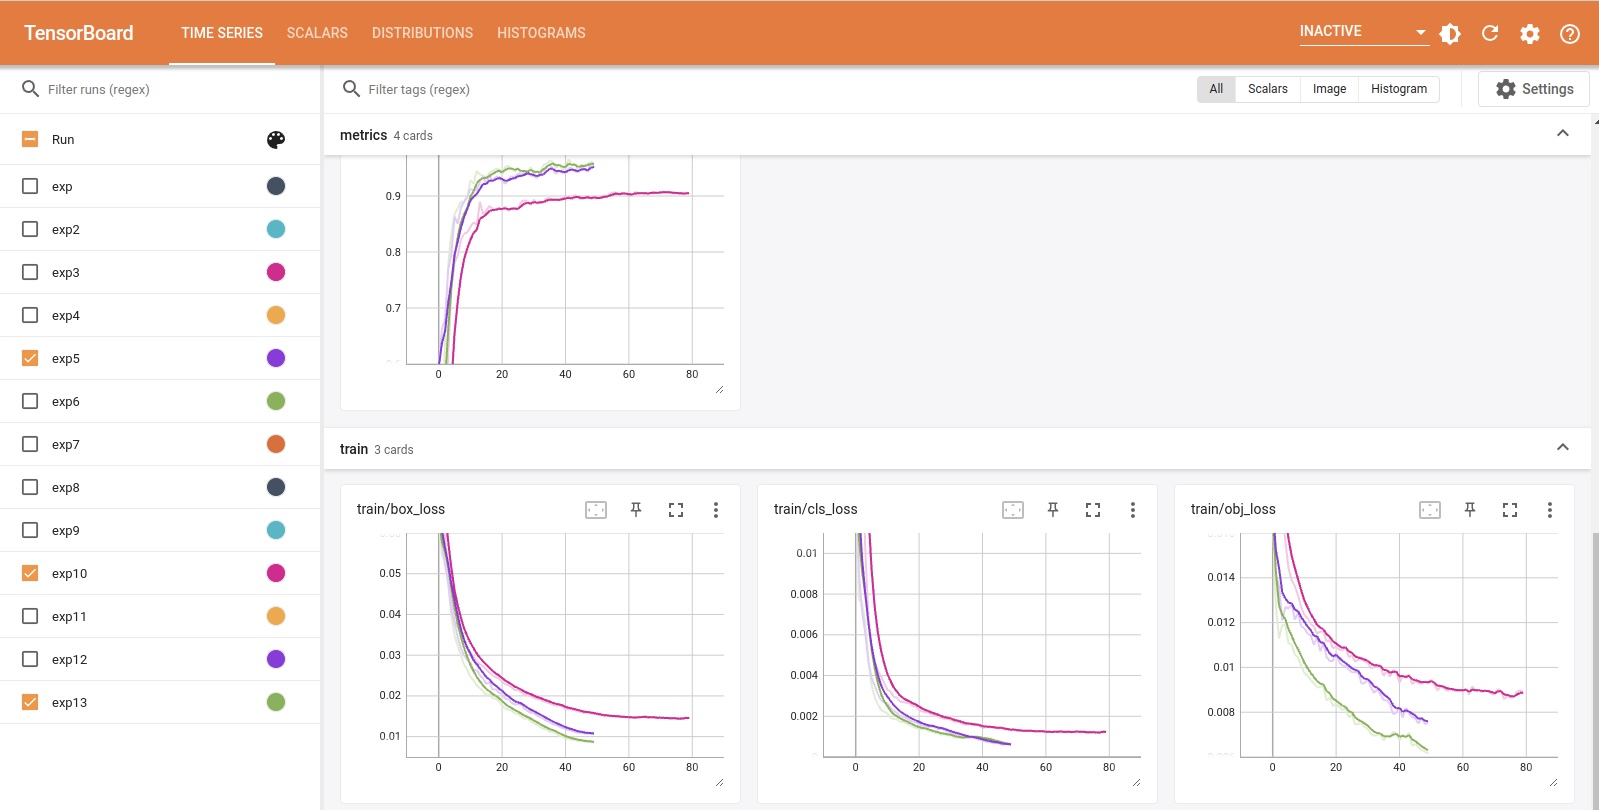 TensorBoard
TIME SERIES SCALARS DISTRIBUTIONS HISTOGRAMS INACTIVE
Filter runs (regex)
Filter tags (regex)
All Scalars Image Histogram Settings
Run
exp
exp2
exp3
exp4
exp5
exp6
exp7
exp8
exp9
exp10
exp11
exp12
exp13
metrics 4 cards
0.9
0.8
0.7
0 20 40 60 80
train 3 cards
train/box_loss
0.05
0.04
0.03
0.02
0.01
0 20 40 60 80
train/cls_loss
0.01
0.008
0.006
0.004
0.002
0 20 40 60 80
train/obj_loss
0.014
0.012
0.01
0.008
0 20 40 60 80